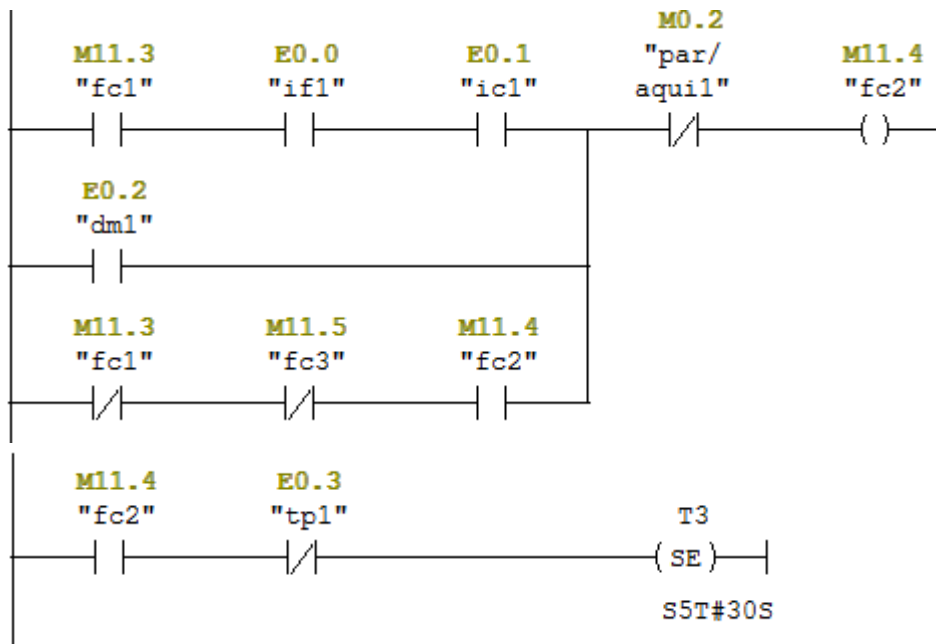 M0.2
M11.3 E0.0 E0.1 "par/ M11.4
"fc1" "if1" "ic1" aqui1" "fc2"
E0.2
"dm1"
M11.3 M11.5 M11.4
"fc1" "fc3" "fc2"
M11.4 E0.3
"fc2" "tp1" T3
SE
S5T#30S